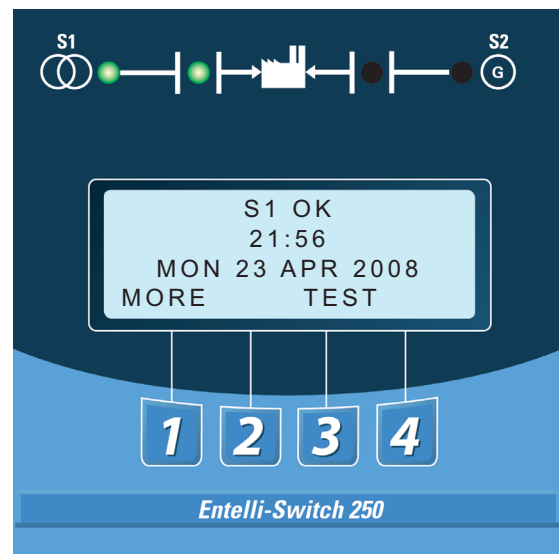 S1 S2
G
S1 OK
21:56
MON 23 APR 2008
MORE TEST
1 2 3 4
Entelli-Switch 250